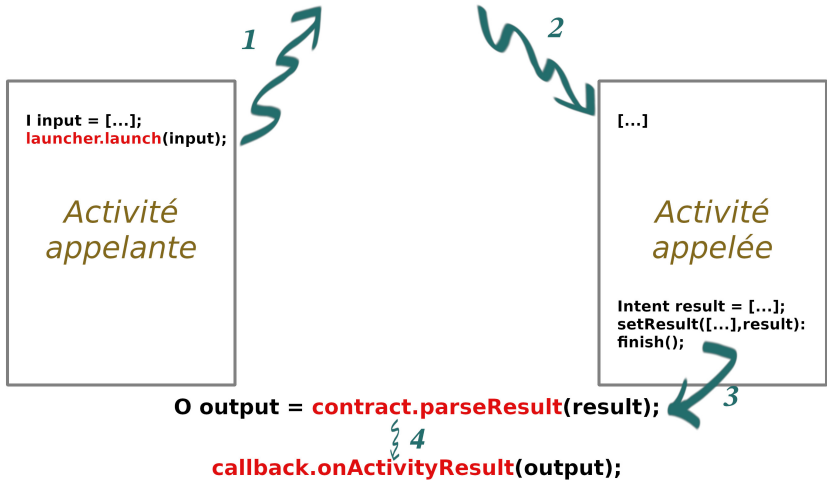 1
2
I input = [...];
launcher.launch(input);
Activité
appelante
[...]
Activité
appelée
Intent result = [...];
setResult([...],result):
finish();
3
O output = contract.parseResult(result);
4
callback.onActivityResult(output);